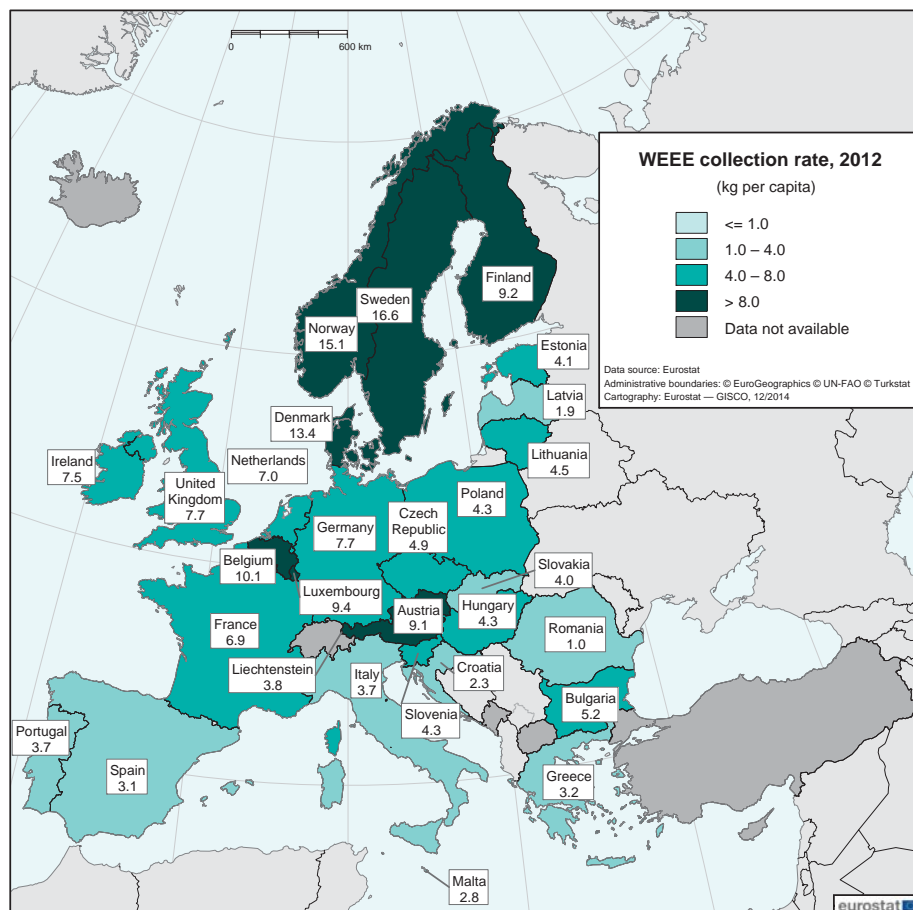 0
600 km
WEEE collection rate, 2012
(kg per capita)
<= 1.0
1.0 – 4.0
4.0 – 8.0
> 8.0
Data not available
Data source: Eurostat
Administrative boundaries: © EuroGeographics © UN-FAO © Turkstat
Cartography: Eurostat — GISCO, 12/2014
Finland
9.2
Sweden
16.6
Norway
15.1
Estonia
4.1
Latvia
1.9
Denmark
13.4
Lithuania
4.5
Ireland
7.5
Netherlands
7.0
United
Kingdom
7.7
Poland
4.3
Czech
Republic
4.9
Germany
7.7
Belgium
10.1
Slovakia
4.0
Luxembourg
9.4
Austria
9.1
Hungary
4.3
France
6.9
Romania
1.0
Liechtenstein
3.8
Italy
3.7
Croatia
2.3
Slovenia
4.3
Bulgaria
5.2
Portugal
3.7
Spain
3.1
Greece
3.2
Malta
2.8
eurostat